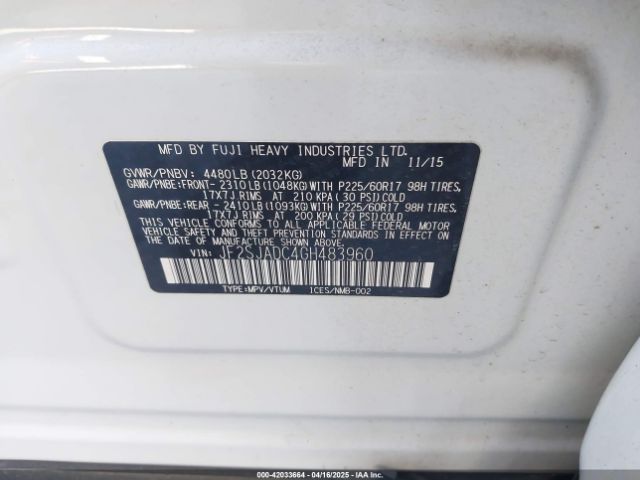 MFD BY FUJI HEAVY INDUSTRIES LTD.
MFD IN 11/15
GVWR/PNBV: 4480LB (2032KG)
GAWR/PNBE:FRONT- 2310LB(1048KG)WITH P225/60R17 98H TIRES,
17X7J RIMS AT 210 KPA (30 PSI)COLD
GAWR/PNBE:REAR -2410LB(1093KG)WITH P225/60R17 98H TIRES,
17X7J RIMS AT 200 KPA (29 PSI)COLD
THIS VEHICLE CONFORMS TO ALL APPLICABLE FEDERAL MOTOR
VEHICLE SAFETY, BUMPER, AND THEFT PREVENTION STANDARDS IN
EFFECT ON THE DATE OF MANUFACTURE SHOWN ABOVE.
VIN: JF2SJADC4GH483960
TYPE:MPV/VTUM 1CES/NMB-002
000-42033664 | 04/16/2025 | IAAI.COM